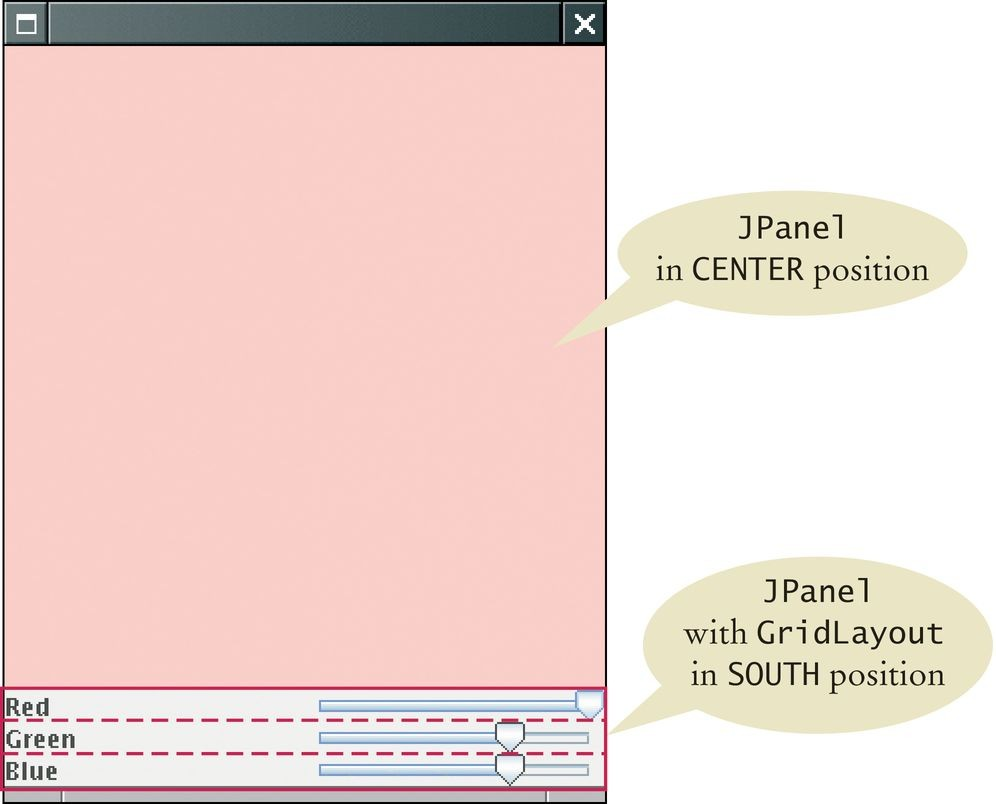 JPanel
in CENTER position
JPanel
with GridLayout
in SOUTH position
Red
Green
Blue